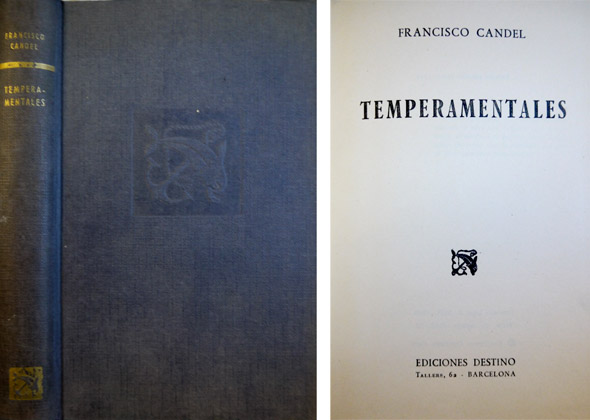 FRANCISCO
CANDEL
TEMPERA-
MENTALES
FRANCISCO CANDEL
TEMPERAMENTALES
EDICIONES DESTINO
TALLERS, 62 - BARCELONA